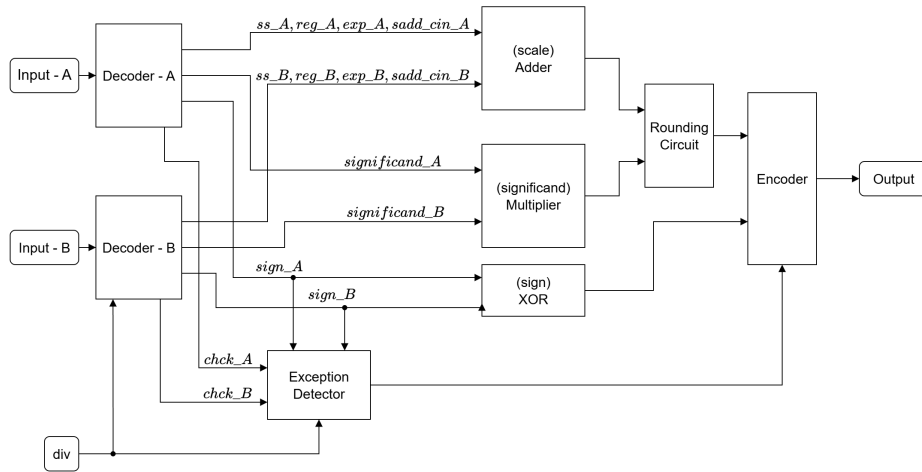 ss_A, reg_A, exp_A, sadd_cin_A
(scale)
Adder
Input - A
Decoder - A
ss_B, reg_B, exp_B, sadd_cin_B
Rounding
Circuit
significand_A
(significand)
Multiplier
Encoder
Output
significand_B
Input - B
Decoder - B
sign_A
(sign)
XOR
sign_B
chck_A
Exception
Detector
chck_B
div